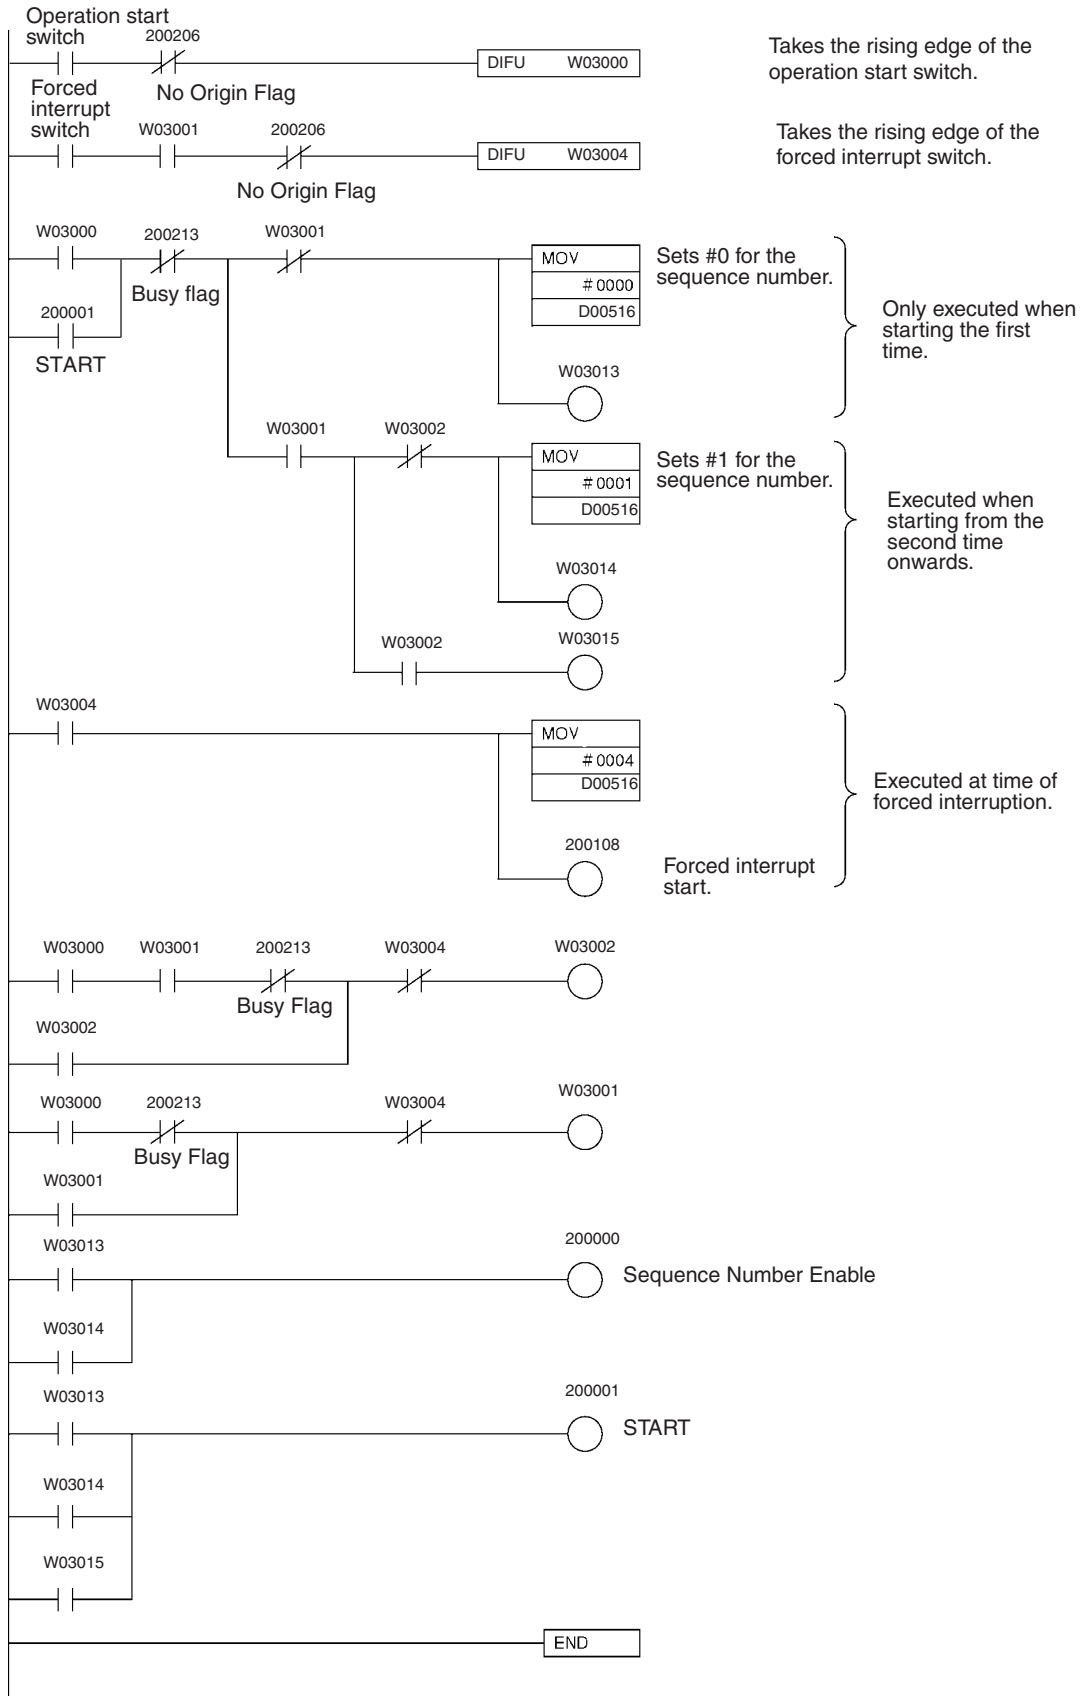 Operation start
switch
200206
DIFU W03000
Takes the rising edge of the
operation start switch.
No Origin Flag
Forced
interrupt
switch
W03001
200206
DIFU W03004
Takes the rising edge of the
forced interrupt switch.
No Origin Flag
W03000
200213
W03001
MOV
# 0000
D00516
Sets #0 for the
sequence number.
Busy flag
200001
START
Only executed when
starting the first
time.
W03013
W03001
W03002
MOV
# 0001
D00516
Sets #1 for the
sequence number.
Executed when
starting from the
second time
onwards.
W03014
W03002
W03015
W03004
MOV
# 0004
D00516
Executed at time of
forced interruption.
200108
Forced interrupt
start.
W03000
W03001
200213
W03004
W03002
Busy Flag
W03002
W03000
200213
W03004
W03001
Busy Flag
W03001
W03013
200000
Sequence Number Enable
W03014
W03013
200001
START
W03014
W03015
END